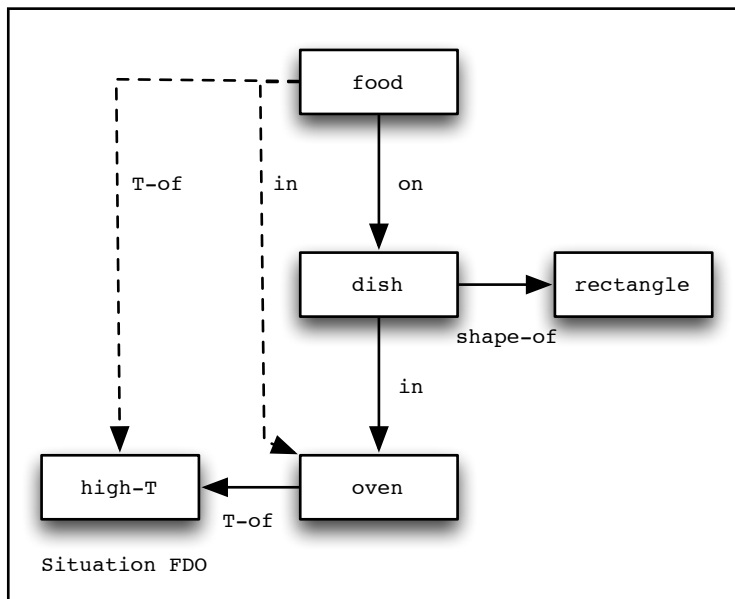 food
T-of
in
on
dish
rectangle
shape-of
in
high-T
oven
T-of
Situation FDO